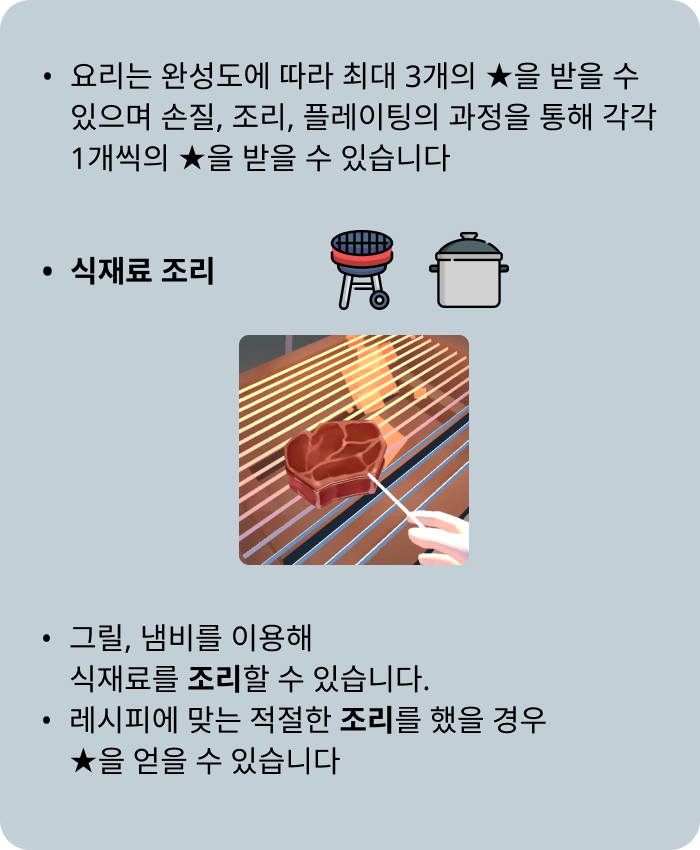 • 요리는 완성도에 따라 최대 3개의 ★을 받을 수
있으며 손질, 조리, 플레이팅의 과정을 통해 각각
1개씩의 ★을 받을 수 있습니다
• 식재료 조리
• 그릴, 냄비를 이용해
식재료를 조리할 수 있습니다.
• 레시피에 맞는 적절한 조리를 했을 경우
★을 얻을 수 있습니다